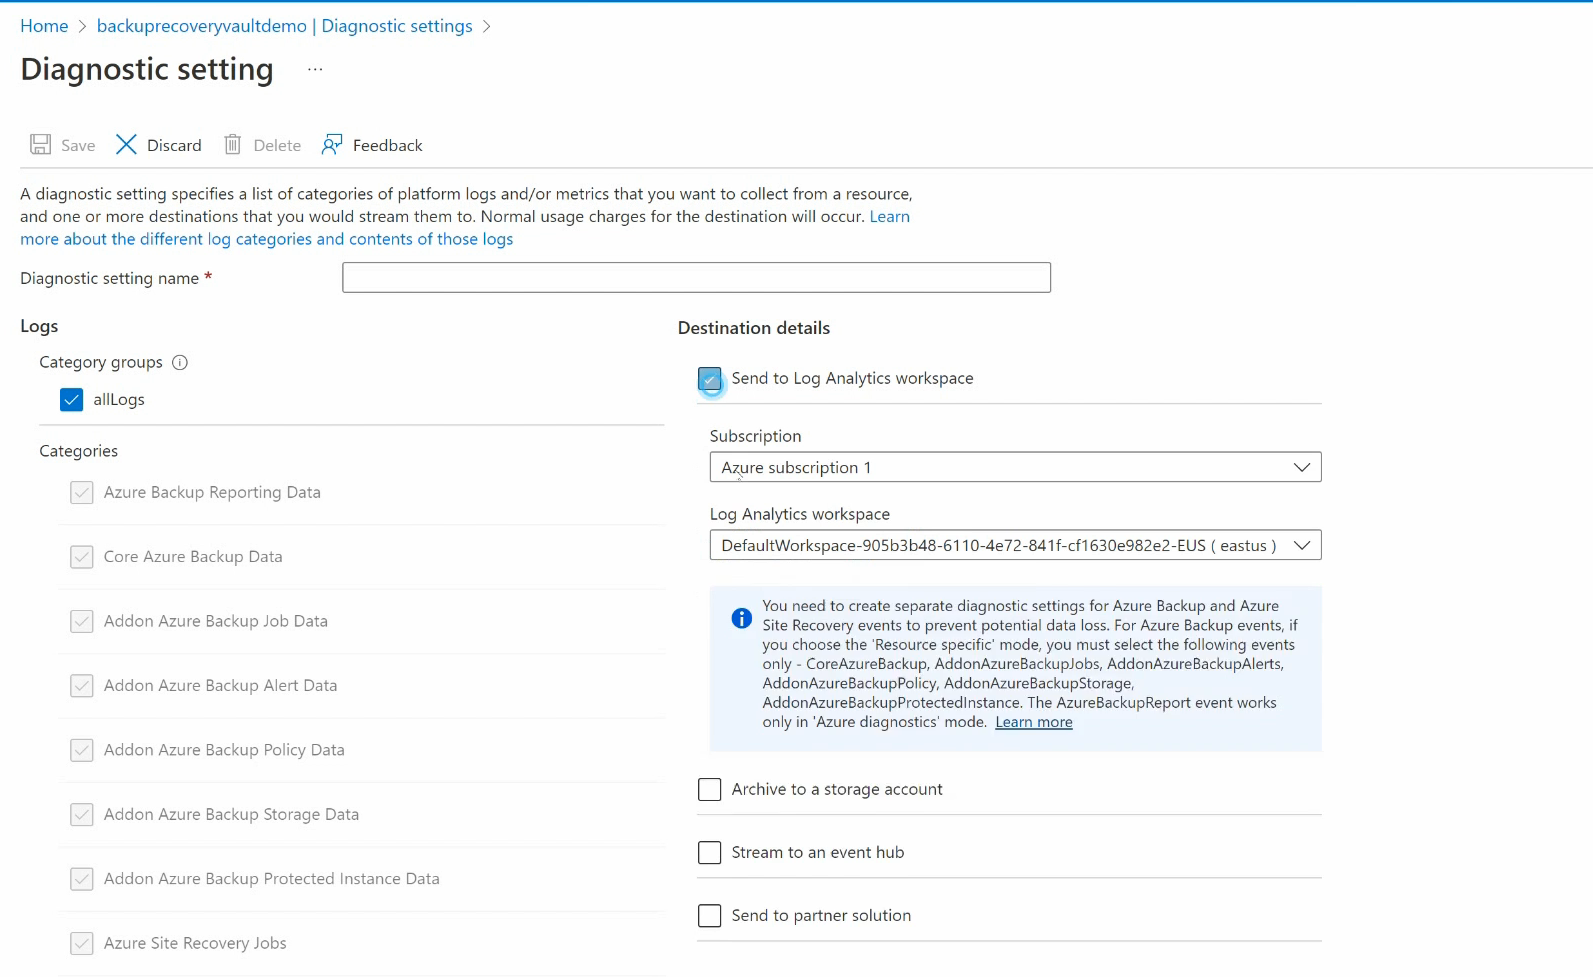 Home > backuprecoveryvaultdemo | Diagnostic settings >
Diagnostic setting ...
Save Discard Delete Feedback
A diagnostic setting specifies a list of categories of platform logs and/or metrics that you want to collect from a resource,
and one or more destinations that you would stream them to. Normal usage charges for the destination will occur. Learn
more about the different log categories and contents of those logs
Diagnostic setting name *
Logs
Category groups
allLogs
Categories
Azure Backup Reporting Data
Core Azure Backup Data
Addon Azure Backup Job Data
Addon Azure Backup Alert Data
Addon Azure Backup Policy Data
Addon Azure Backup Storage Data
Addon Azure Backup Protected Instance Data
Azure Site Recovery Jobs
Destination details
Send to Log Analytics workspace
Subscription
Azure subscription 1
Log Analytics workspace
DefaultWorkspace-905b3b48-6110-4e72-841f-cf1630e982e2-EUS ( eastus )
You need to create separate diagnostic settings for Azure Backup and Azure
Site Recovery events to prevent potential data loss. For Azure Backup events, if
you choose the 'Resource specific' mode, you must select the following events
only - CoreAzureBackup, AddonAzureBackupJobs, AddonAzureBackupAlerts,
AddonAzureBackupPolicy, AddonAzureBackupStorage,
AddonAzureBackupProtectedInstance. The AzureBackupReport event works
only in 'Azure diagnostics' mode. Learn more
Archive to a storage account
Stream to an event hub
Send to partner solution